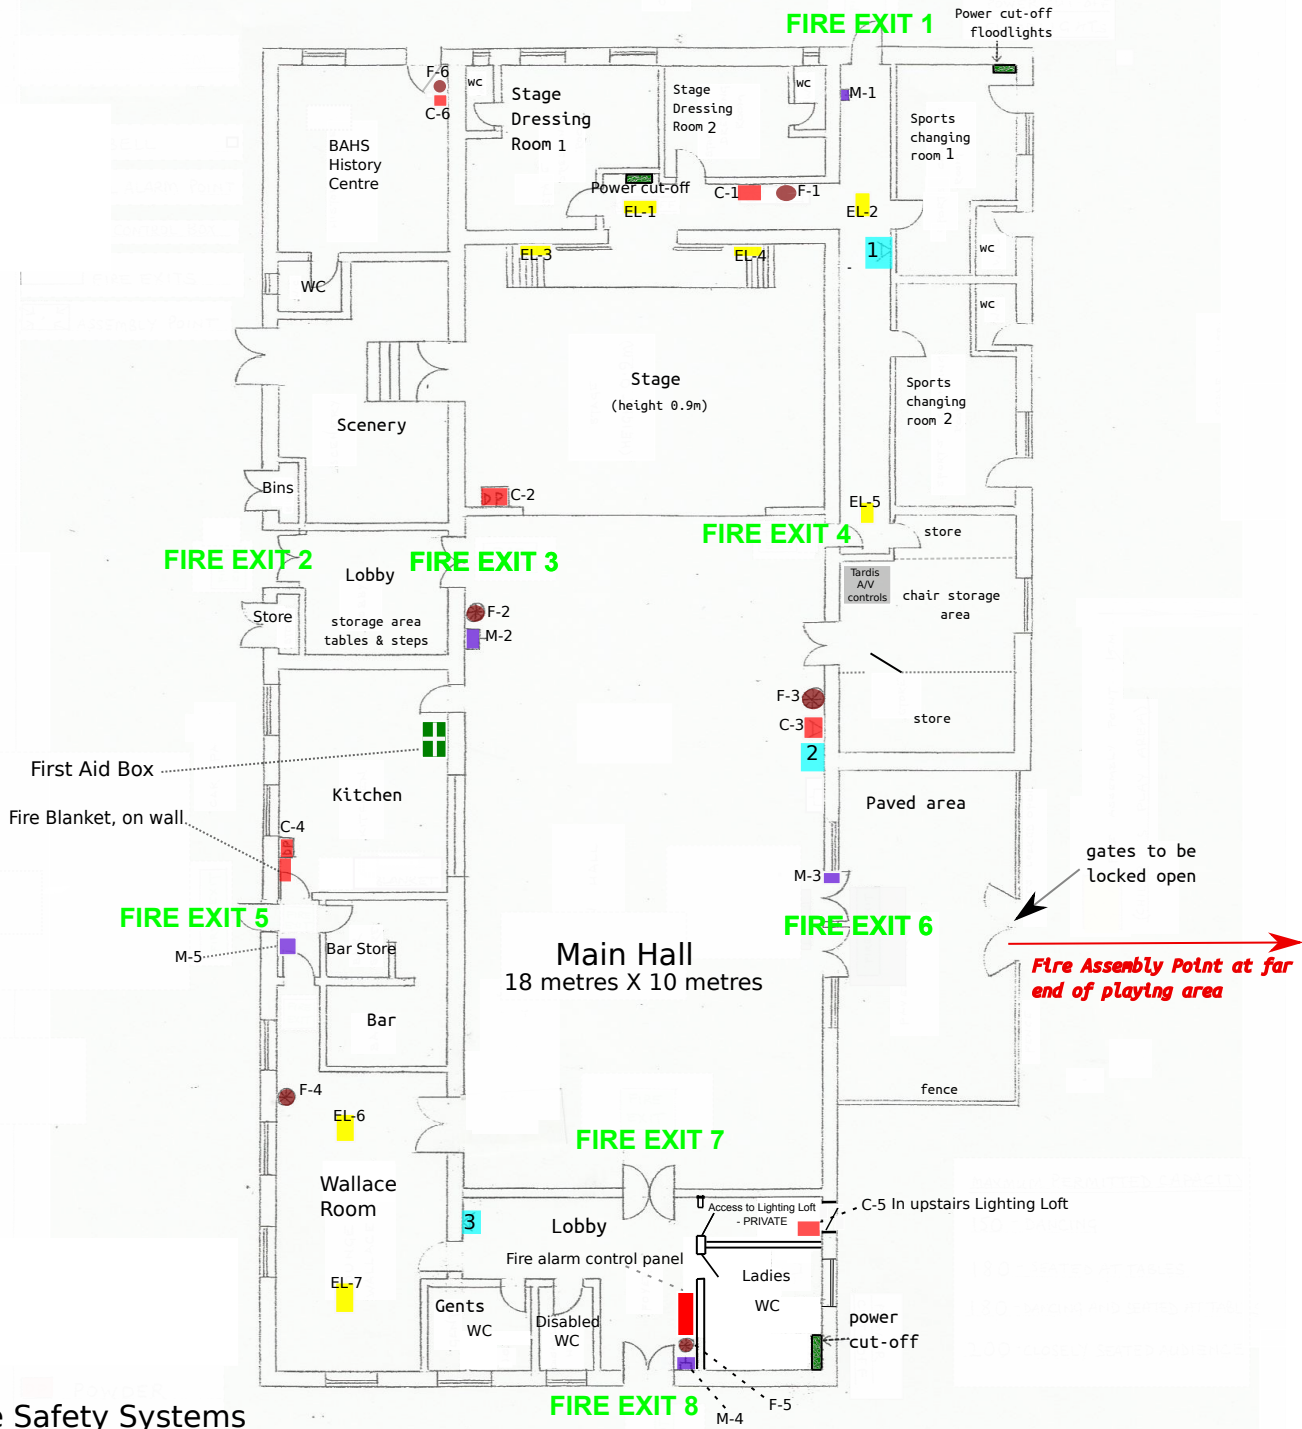 FIRE EXIT 1
Power cut-off
floodlights
F-6
C-6
wc
Stage
Dressing
Room 1
Stage
Dressing
Room 2
wc
M-1
Sports
changing
room 1
BAHS
History
Centre
Power cut-off
EL-1
C-1
F-1
EL-2
1
wc
EL-3
EL-4
WC
wc
Stage
(height 0.9m)
Sports
changing
room 2
Scenery
Bins
DP
C-2
EL-5
FIRE EXIT 4
store
FIRE EXIT 2
FIRE EXIT 3
Lobby
Tardis
A/V
controls
chair storage
area
Store
storage area
tables & steps
F-2
M-2
F-3
C-3
2
store
First Aid Box
Kitchen
Paved area
Fire Blanket, on wall
C-4
DP
gates to be
locked open
M-3
FIRE EXIT 5
FIRE EXIT 6
M-5
Bar Store
Main Hall
18 metres X 10 metres
Fire Assembly Point at far
end of playing area
Bar
F-4
fence
EL-6
FIRE EXIT 7
Wallace
Room
3
Lobby
Access to Lighting Loft
- PRIVATE
C-5 In upstairs Lighting Loft
Fire alarm control panel
EL-7
Ladies
WC
Gents
WC
Disabled
WC
power
cut-off
FIRE EXIT 8
F-5
M-4
Safety Systems